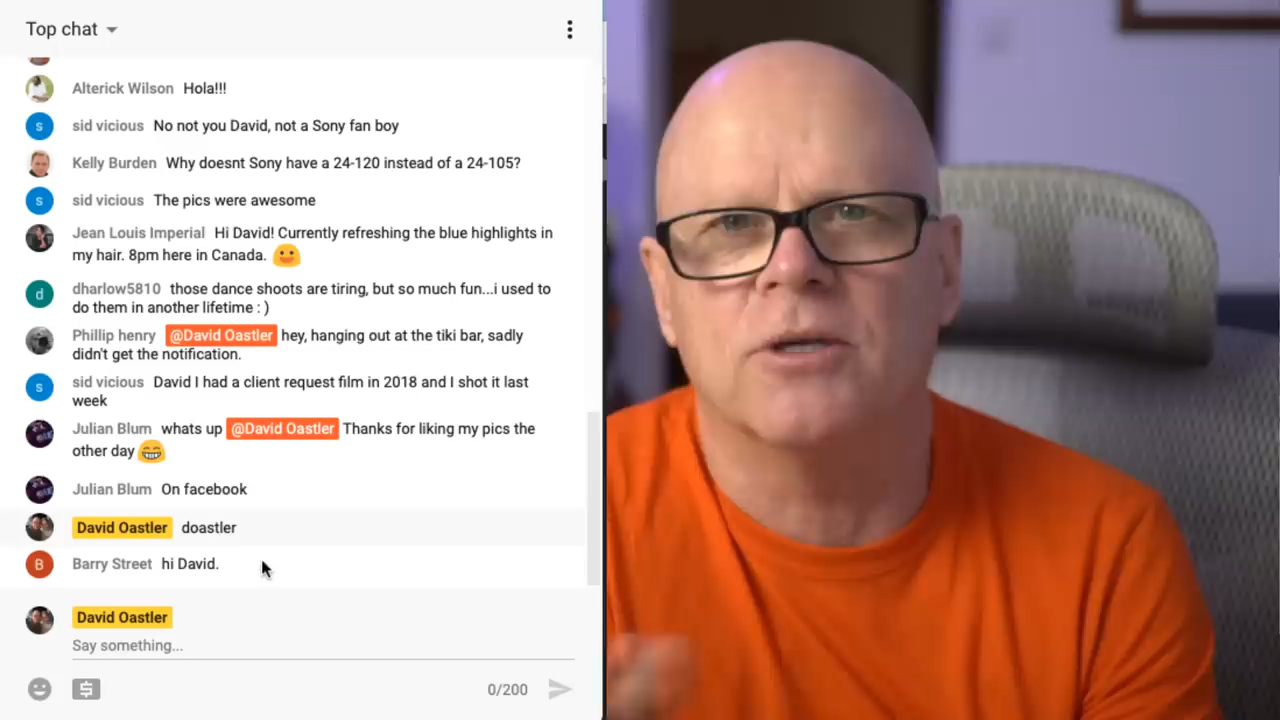 Top chat
Alterick Wilson Hola!!!
s sid vicious No not you David, not a Sony fan boy
Kelly Burden Why doesnt Sony have a 24-120 instead of a 24-105?
s sid vicious The pics were awesome
Jean Louis Imperial Hi David! Currently refreshing the blue highlights in
my hair. 8pm here in Canada.
d dharlow5810 those dance shoots are tiring, but so much fun...i used to
do them in another lifetime : )
Phillip henry @David Oastler hey, hanging out at the tiki bar, sadly
didn't get the notification.
s sid vicious David I had a client request film in 2018 and I shot it last
week
Julian Blum whats up @David Oastler Thanks for liking my pics the
other day 😁
Julian Blum On facebook
David Oastler doastler
B Barry Street hi David.
David Oastler
Say something...
0/200